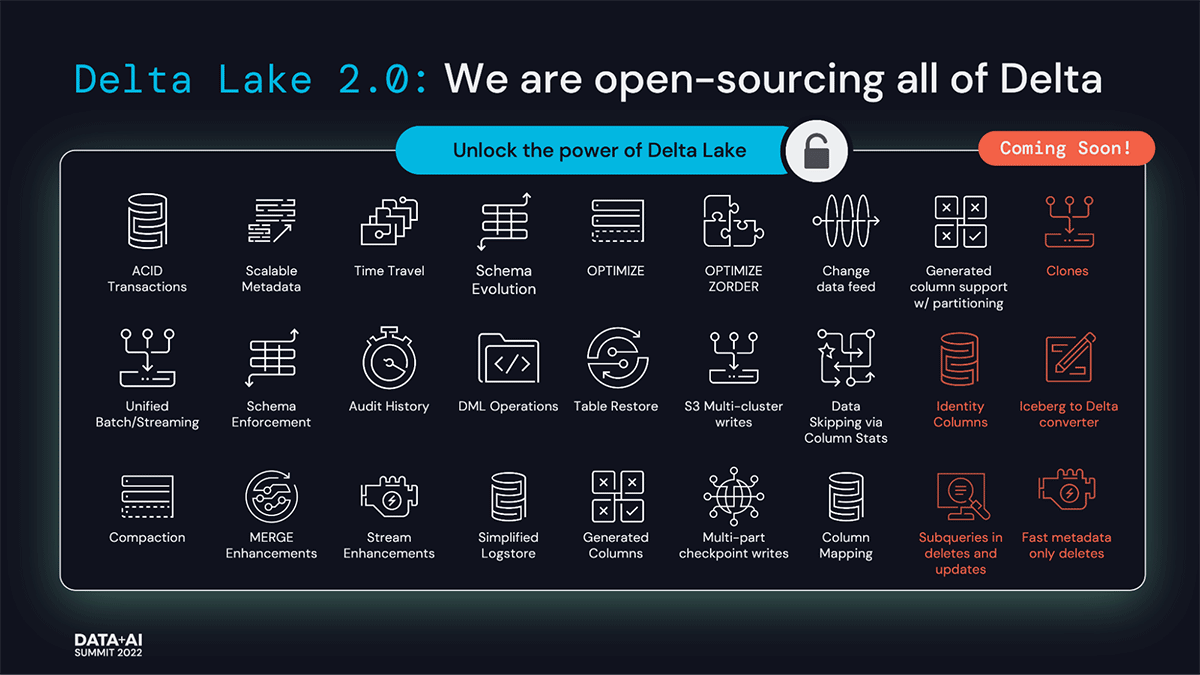 Delta Lake 2.0: We are open-sourcing all of Delta
Unlock the power of Delta Lake
Coming Soon!
ACID
Transactions
Scalable
Metadata
Time Travel
Schema
Evolution
OPTIMIZE
OPTIMIZE
ZORDER
Change
data feed
Generated
column support
w/ partitioning
Clones
Unified
Batch/Streaming
Schema
Enforcement
Audit History
DML Operations
Table Restore
S3 Multi-cluster
writes
Data
Skipping via
Column Stats
Identity
Columns
Iceberg to Delta
converter
Compaction
MERGE
Enhancements
Stream
Enhancements
Simplified
Logstore
Generated
Columns
Multi-part
checkpoint writes
Column
Mapping
Subqueries in
deletes and
updates
Fast metadata
only deletes
DATA+AI
SUMMIT 2022